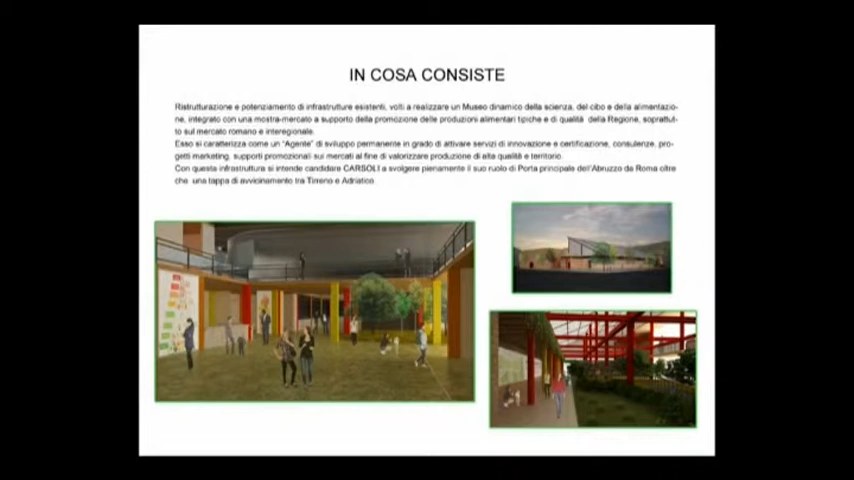 IN COSA CONSISTE
Ristrutturazione e potenziamento di infrastrutture esistenti, volti a realizzare un Museo dinamico della scienza, del cibo e della alimentazio-
ne, integrato con una mostra-mercato a supporto della promozione delle produzioni alimentari tipiche e di qualità della Regione, soprattut-
to sul mercato romano e interegionale.
Esso si caratterizza come un "Agente" di sviluppo permanente in grado di attivare servizi di innovazione e certificazione, consulenze, pro-
getti marketing, supporti promozionali sui mercati al fine di valorizzare produzione di alta qualità e territorio.
Con questa infrastruttura si intende candidare CARSOLI a svolgere pienamente il suo ruolo di Porta principale dell'Abruzzo da Roma oltre
che una tappa di avvicinamento tra Tirreno e Adriatico